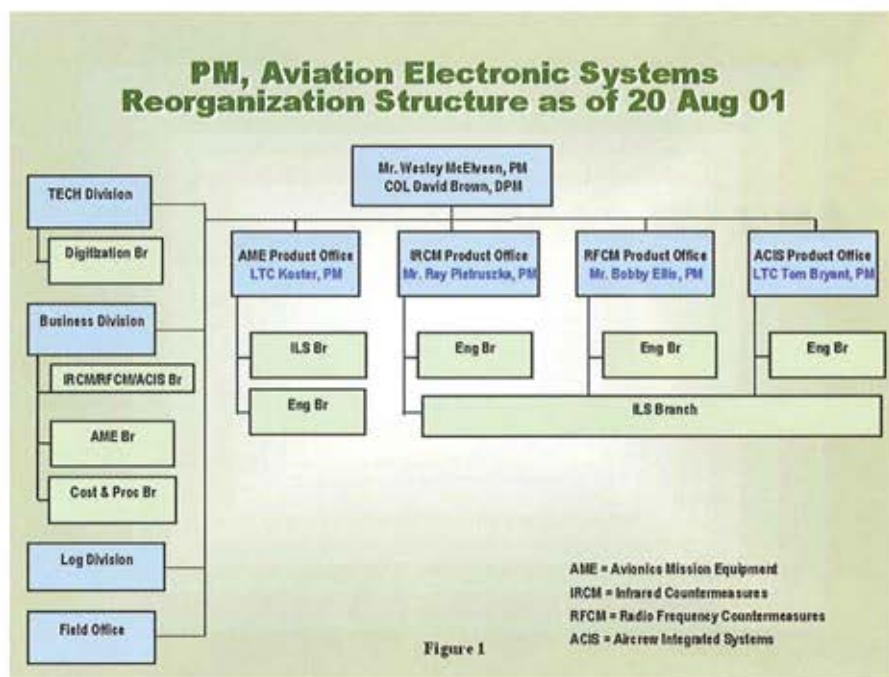 PM, Aviation Electronic Systems
Reorganization Structure as of 20 Aug 01
Mr. Wesley McElveen, PM
COL David Brown, DPM
TECH Division
Digitization Br
Business Division
IRCM/RFCM/ACIS Br
AME Br
Cost & Proc Br
Log Division
Field Office
AME Product Office
LTC Koster, PM
ILS Br
Eng Br
IRCM Product Office
Mr. Ray Pietruszka, PM
Eng Br
RFCM Product Office
Mr. Bobby Ellis, PM
Eng Br
ACIS Product Office
LTC Tom Bryant, PM
Eng Br
ILS Branch
AME = Avionics Mission Equipment
IRCM = Infrared Countermeasures
RFCM = Radio Frequency Countermeasures
ACIS = Aircrew Integrated Systems
Figure 1